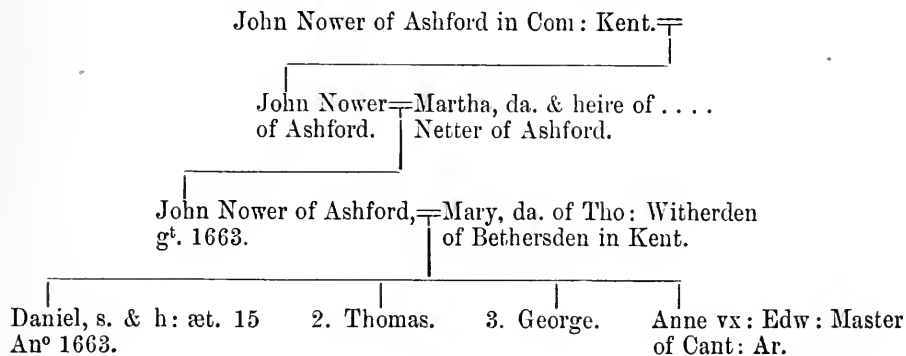 John Nower of Ashford in Com : Kent.
John Nower=Martha, da. & heire of . . . .
of Ashford. Netter of Ashford.
John Nower of Ashford,=Mary, da. of Tho : Witherden
gt. 1663. of Bethersden in Kent.
Daniel, s. & h: æt. 15 2. Thomas. 3. George. Anne vx : Edw : Master
Anº 1663. of Cant : Ar.